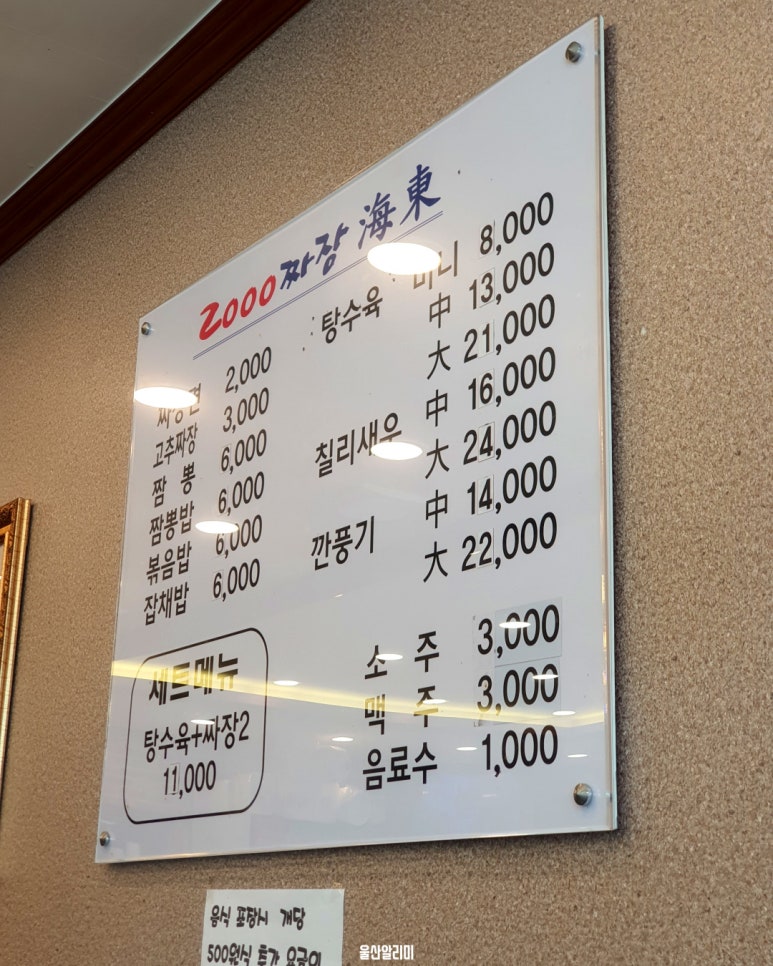 2000 짜장 海東
짜장면 2,000
고추짜장 3,000
짬 뽕 6,000
짬뽕밥 6,000
볶음밥 6,000
잡채밥 6,000
세트메뉴
탕수육+짜장2
11,000
탕수육 미니 8,000
中 13,000
大 21,000
칠리새우 中 16,000
大 24,000
깐풍기 中 14,000
大 22,000
소 주 3,000
맥 주 3,000
음료수 1,000
음식 포장시 개당
500원씩 추가 요금이
울산알리미